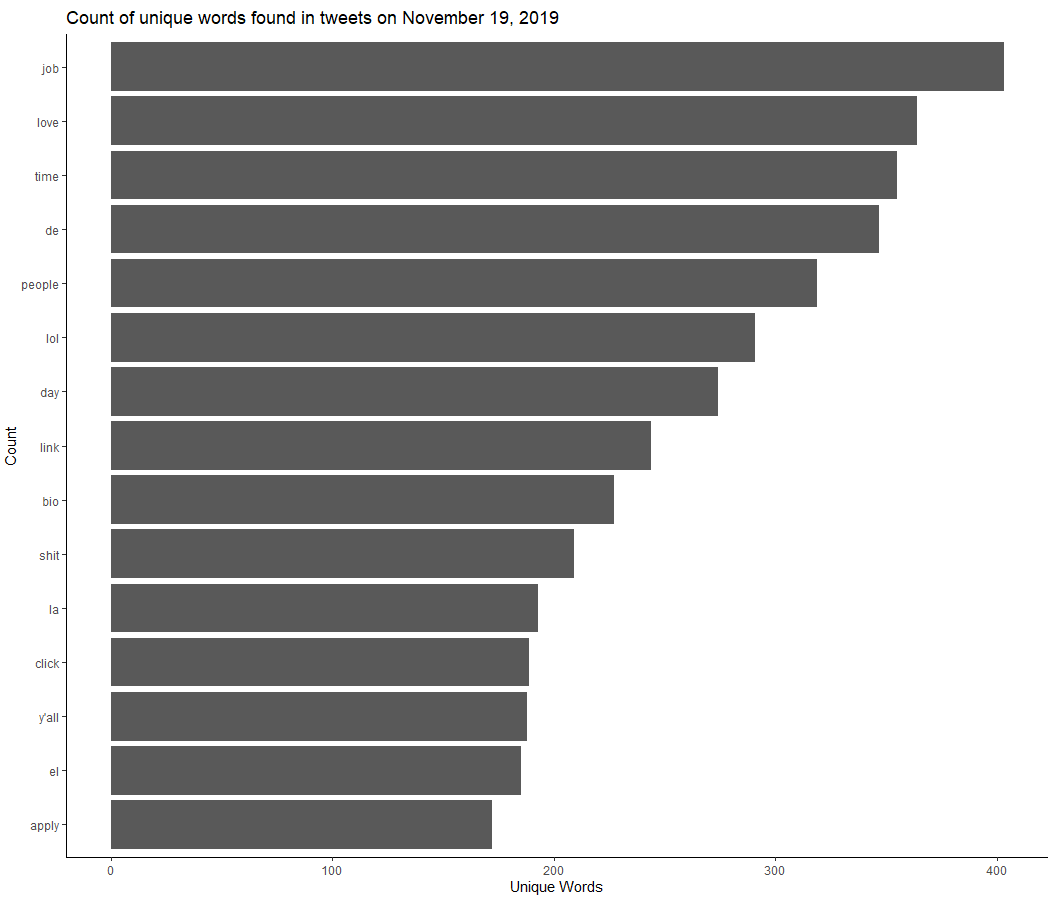 Count of unique words found in tweets on November 19, 2019
job
love
time
de
people
lol
day
link
bio
shit
la
click
y'all
el
apply
Count
0 100 200 300 400
Unique Words